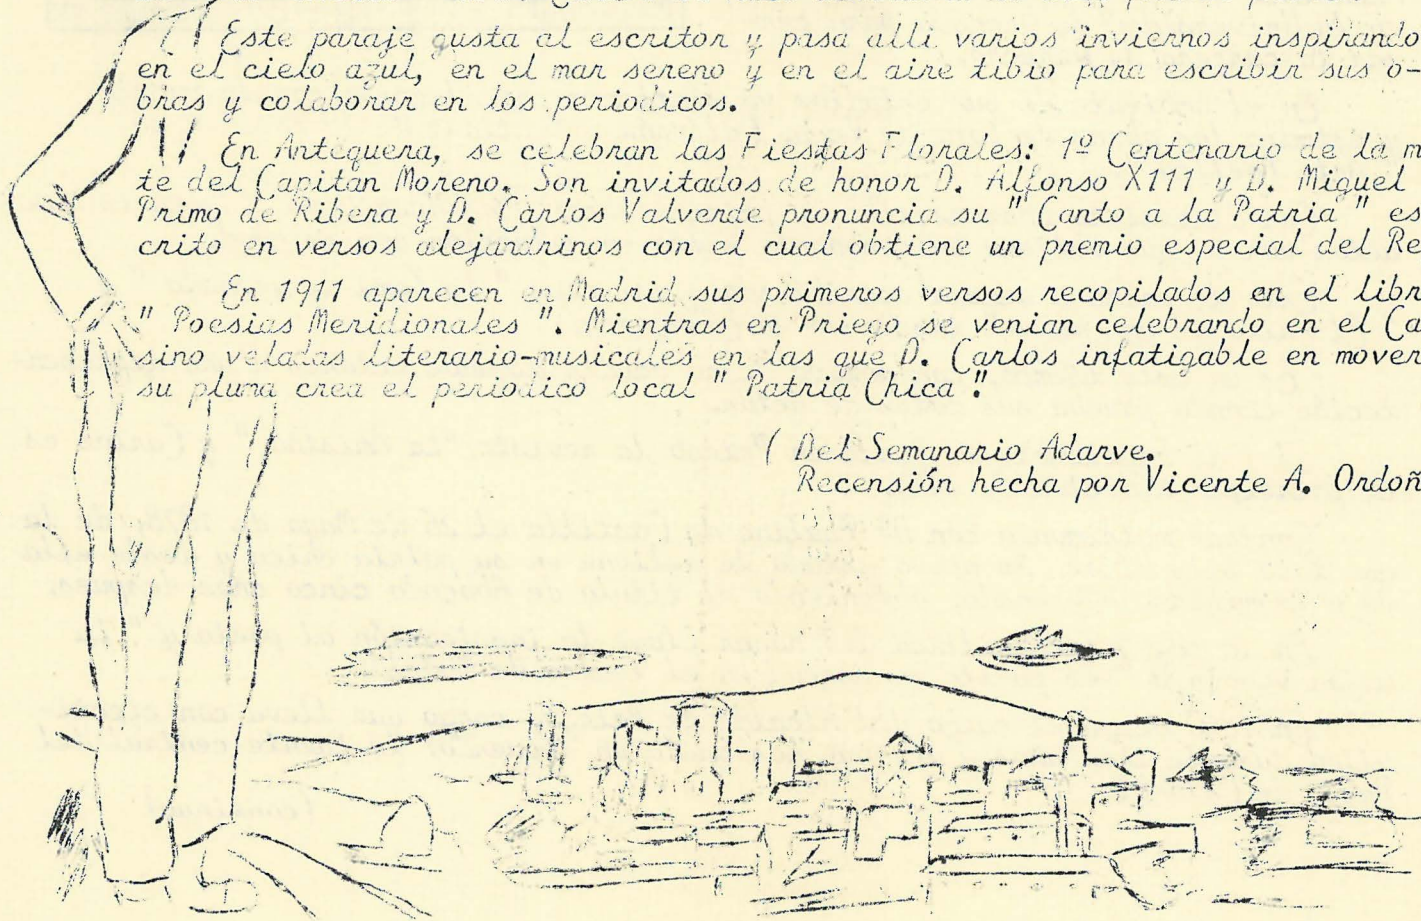 Este paraje gusta al escritor y pasa alli varios inviernos inspirando
en el cielo azul, en el mar sereno y en el aire tibio para escribir sus o-
bras y colaborar en los periodicos.
En Antequera, se celebran las Fiestas Florales: 1º Centenario de la m
te del Capitán Moreno. Son invitados de honor D. Alfonso X111 y D. Miguel
Primo de Ribera y D. Carlos Valverde pronuncia su " Canto a la Patria " es
crito en versos alejandrinos con el cual obtiene un premio especial del Re
En 1911 aparecen en Madrid sus primeros versos recopilados en el libr
" Poesias Meridionales ". Mientras en Priego se venian celebrando en el Ca
sino veladas literario-musicales en las que D. Carlos infatigable en mover
su pluma crea el periodico local " Patria Chica "
( Del Semanario Adarve.
Recensión hecha por Vicente A. Ordoñ